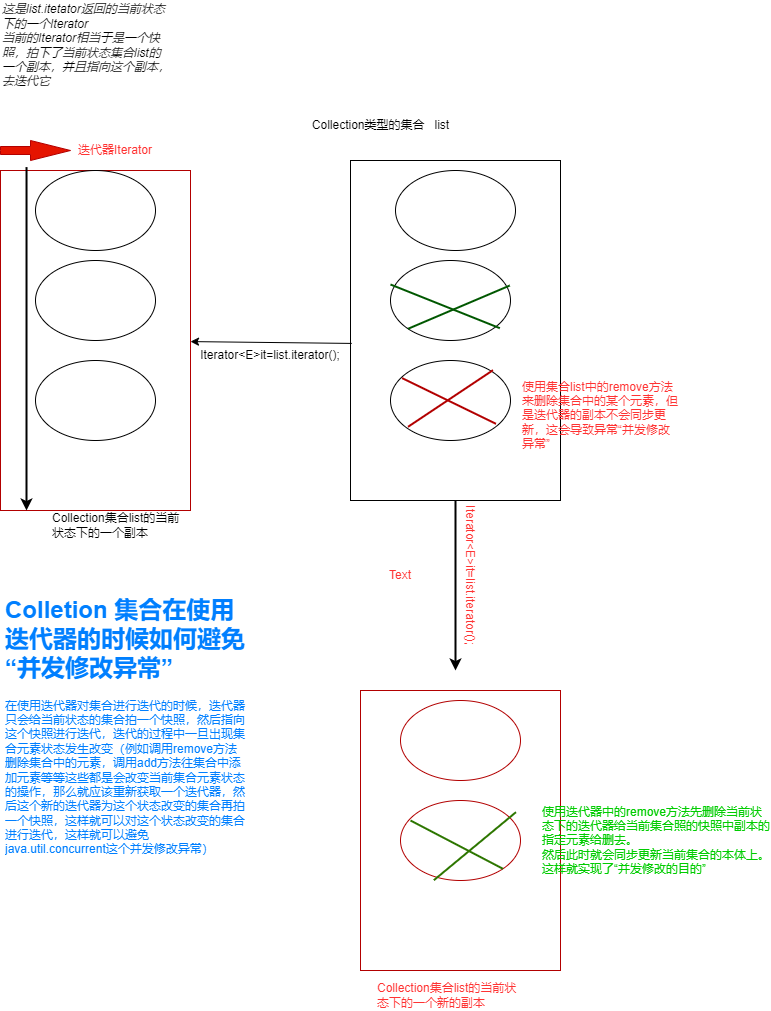 这是list.itetator返回的当前状态
下的一个Iterator
当前的Iterator相当于是一个快
照，拍下了当前状态集合list的
一个副本，并且指向这个副本，
去迭代它
Collection类型的集合 list
迭代器Iterator
Iterator<E>it=list.iterator();
使用集合list中的remove方法
来删除集合中的某个元素，但
是迭代器的副本不会同步更
新，这会导致异常“并发修改
异常”
Collection集合list的当前
状态下的一个副本
Iterator<E>it=list.iterator();
Text
Colletion 集合在使用
迭代器的时候如何避免
“并发修改异常”
在使用迭代器对集合进行迭代的时候，迭代器
只会给当前状态的集合拍一个快照，然后指向
这个快照进行迭代，迭代的过程中一旦出现集
合元素状态发生改变（例如调用remove方法
删除集合中的元素，调用add方法往集合中添
加元素等等这些都是会改变当前集合元素状态
的操作，那么就应该重新获取一个迭代器，然
后这个新的迭代器为这个状态改变的集合再拍
一个快照，这样就可以对这个状态改变的集合
进行迭代，这样就可以避免
java.util.concurrent这个并发修改异常）
使用迭代器中的remove方法先删除当前状
态下的迭代器给当前集合照的快照中副本的
指定元素给删去。
然后此时就会同步更新当前集合的本体上。
这样就实现了“并发修改的目的”
Collection集合list的当前状
态下的一个新的副本